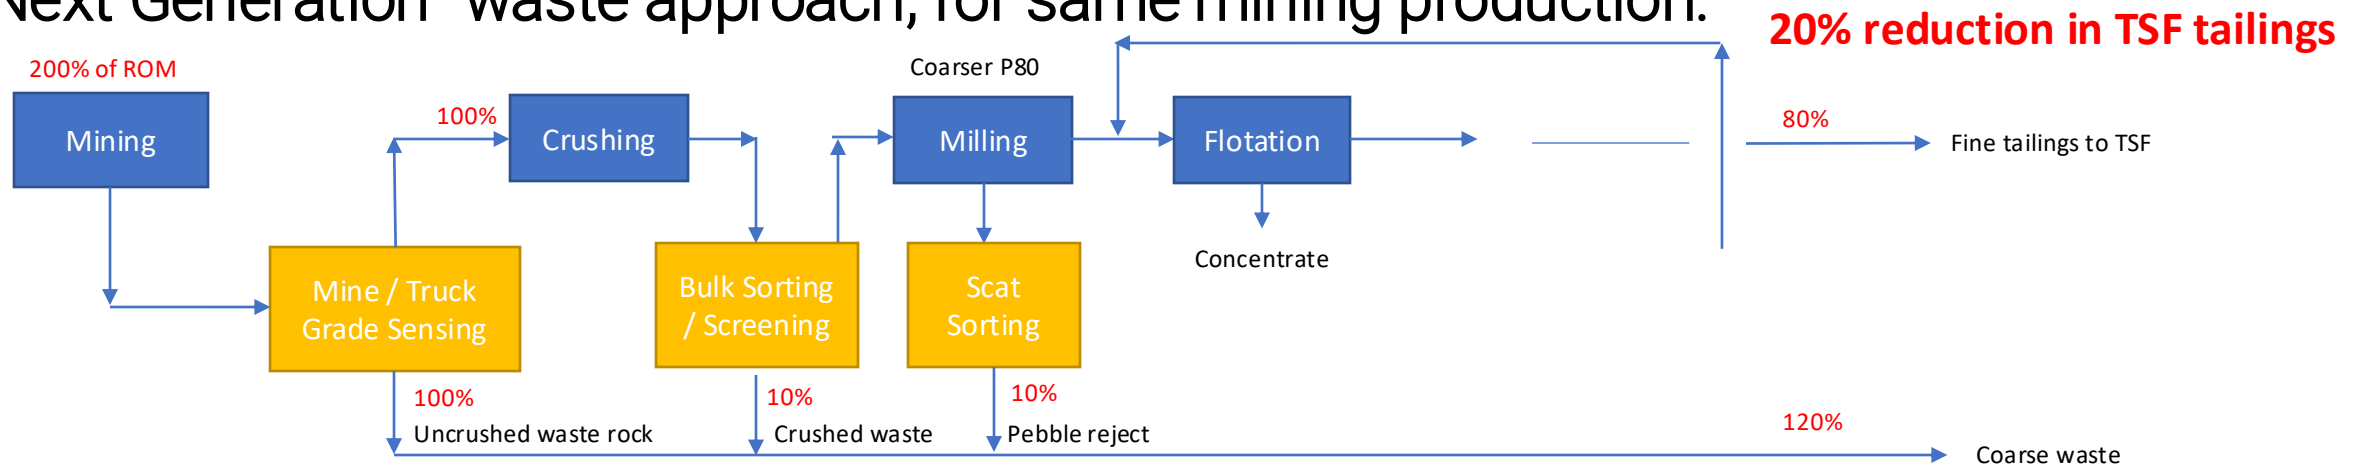 Next Generation" waste approach, for same mining production.
20% reduction in TSF tailings
200% of ROM
Mining
100%
Crushing
Coarser P80
Milling
Flotation
80%
Fine tailings to TSF
Concentrate
Mine / Truck
Grade Sensing
Bulk Sorting
/ Screening
Scat
Sorting
100%
Uncrushed waste rock
10%
Crushed waste
10%
Pebble reject
120%
Coarse waste